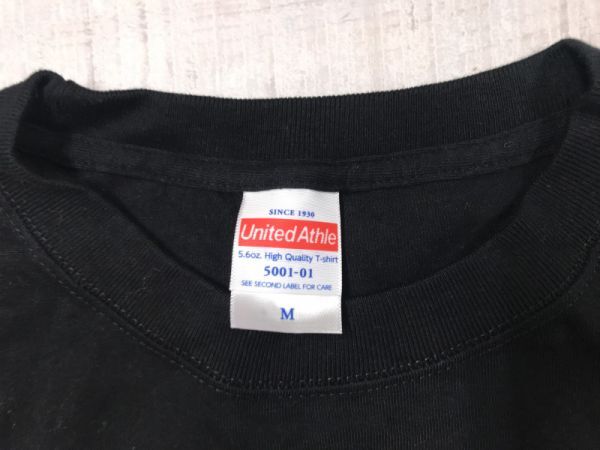 SINCE 1930
United Athle
5.6oz. High Quality T-shirt
5001-01
SEE SECOND LABEL FOR CARE
M